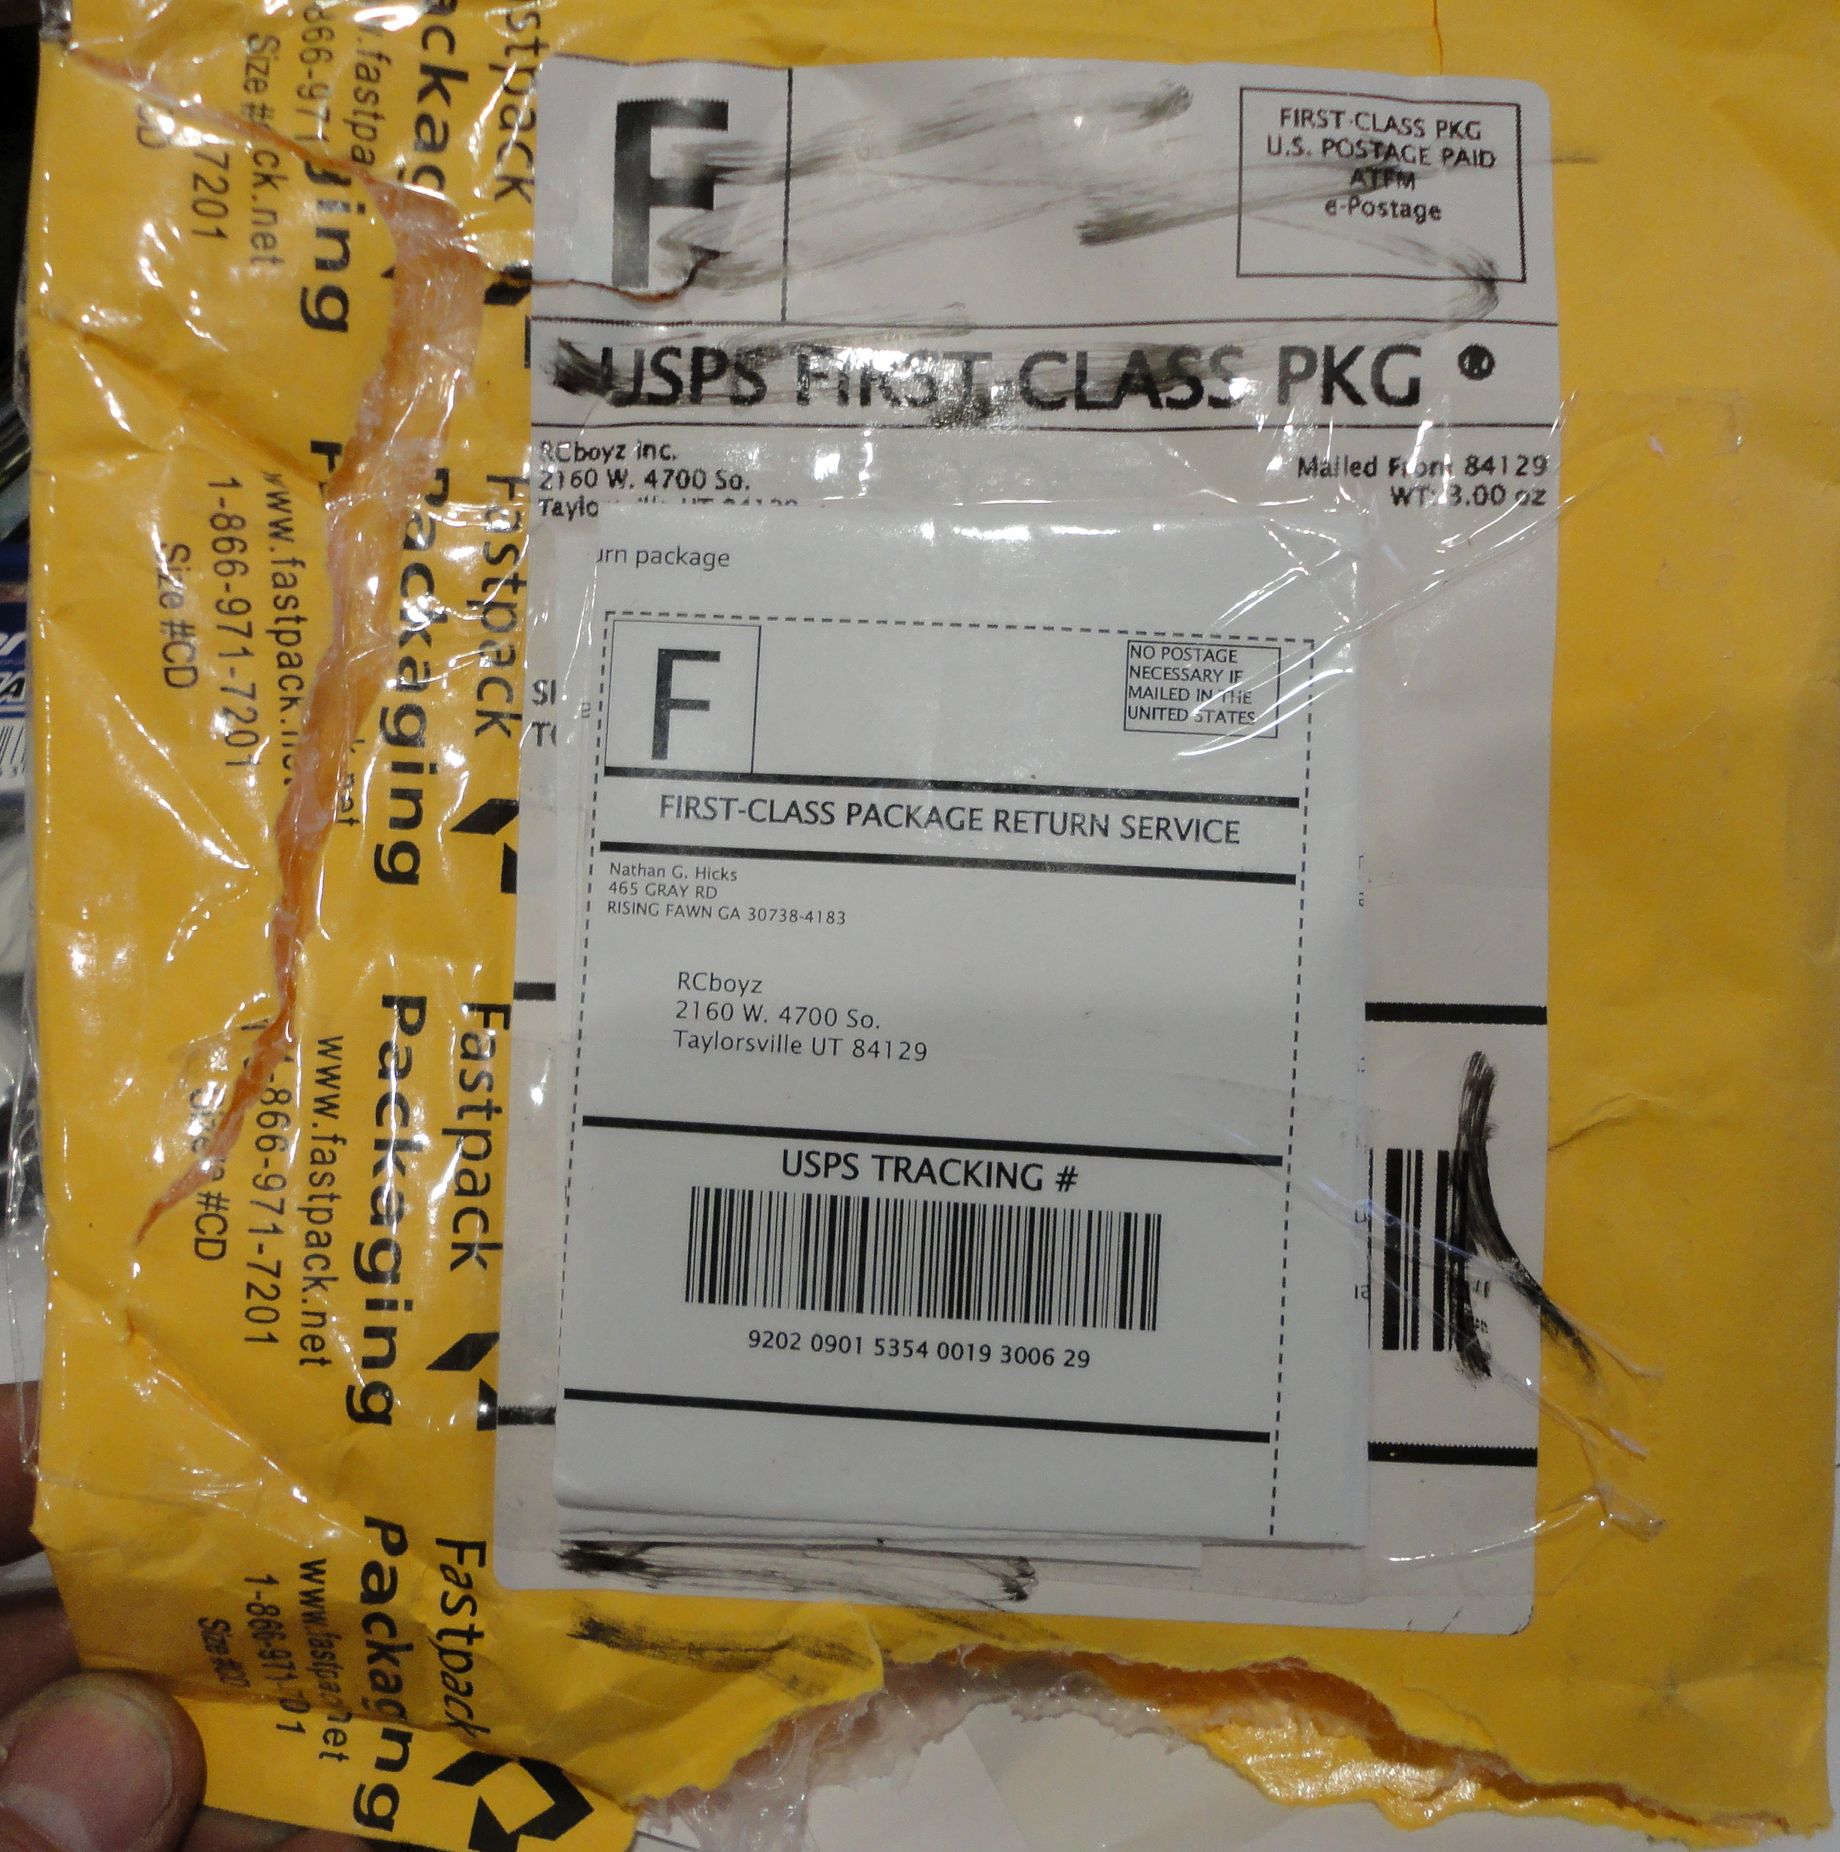 F
FIRST-CLASS PKG
U.S. POSTAGE PAID
ATFM
e-Postage
USPS FIRST-CLASS PKG ®
RCboyz Inc.
2160 W. 4700 So.
Taylo
Mailed From 84129
WT: 3.00 oz
urn package
F
NO POSTAGE
NECESSARY IF
MAILED IN THE
UNITED STATES
FIRST-CLASS PACKAGE RETURN SERVICE
Nathan G. Hicks
465 GRAY RD
RISING FAWN GA 30738-4183
RCboyz
2160 W. 4700 So.
Taylorsville UT 84129
USPS TRACKING #
9202 0901 5354 0019 3006 29
Fastpack
Packaging
www.fastpack.net
1-866-971-7201
Size #CD
Fastpack
Packaging
www.fastpack.net
1-866-971-7201
Size #CD
Fastpack
Packaging